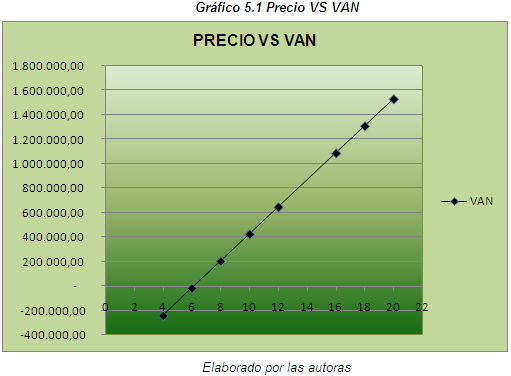 Gráfico 5.1 Precio VS VAN
PRECIO VS VAN
1.800.000,00
1.600.000,00
1.400.000,00
1.200.000,00
1.000.000,00
800.000,00
600.000,00
400.000,00
200.000,00
-
-200.000,00
-400.000,00
0 2 4 6 8 10 12 14 16 18 20 22
VAN
Elaborado por las autoras